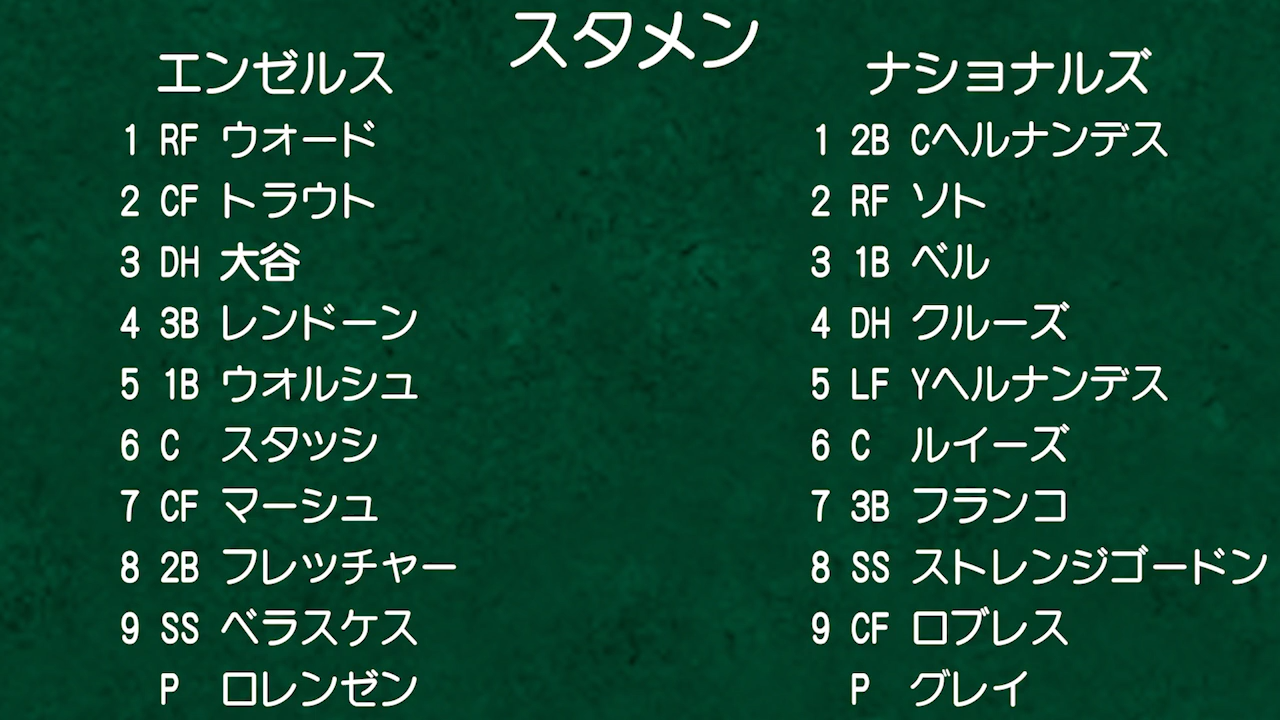 スタメン
エンゼルス
1 RF ウォード
2 CF トラウト
3 DH 大谷
4 3B レンドーン
5 1B ウォルシュ
6 C スタッシ
7 CF マーシュ
8 2B フレッチャー
9 SS ベラスケス
P ロレンゼン
ナショナルズ
1 2B Cヘルナンデス
2 RF ソト
3 1B ベル
4 DH クルーズ
5 LF Yヘルナンデス
6 C ルイーズ
7 3B フランコ
8 SS ストレンジゴードン
9 CF ロブレス
P グレイ